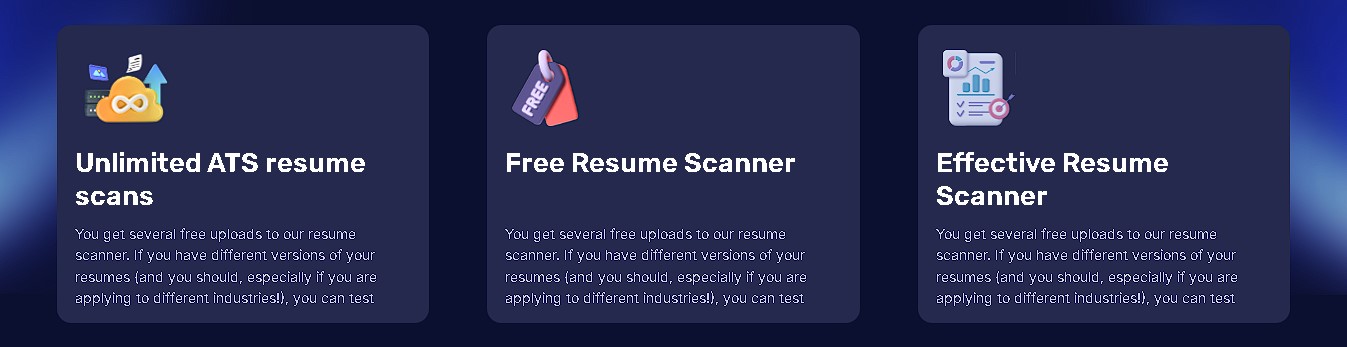 Unlimited ATS resume
scans
You get several free uploads to our resume
scanner. If you have different versions of your
resumes (and you should, especially if you are
applying to different industries!), you can test
FREE
Free Resume Scanner
You get several free uploads to our resume
scanner. If you have different versions of your
resumes (and you should, especially if you are
applying to different industries!), you can test
Effective Resume
Scanner
You get several free uploads to our resume
scanner. If you have different versions of your
resumes (and you should, especially if you are
applying to different industries!), you can test